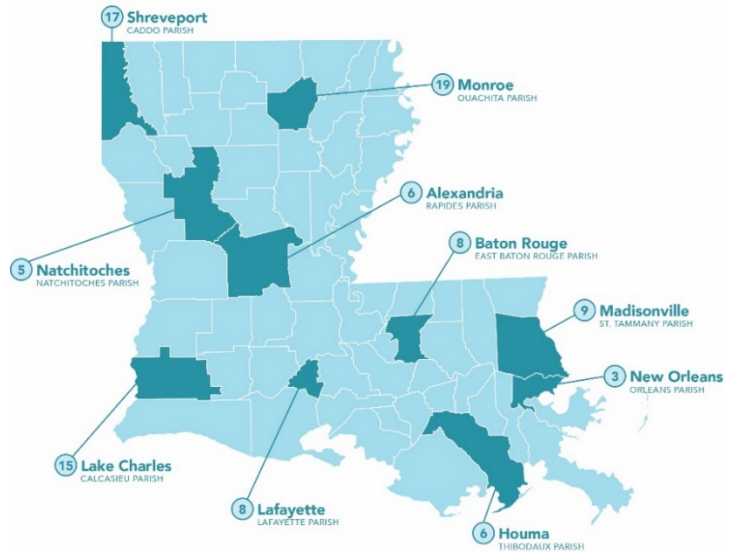 17 Shreveport
CADDO PARISH
19 Monroe
OUACHITA PARISH
6 Alexandria
RAPIDES PARISH
8 Baton Rouge
EAST BATON ROUGE PARISH
5 Natchitoches
NATCHITOCHES PARISH
9 Madisonville
ST. TAMMANY PARISH
3 New Orleans
ORLEANS PARISH
15 Lake Charles
CALCASIEU PARISH
8 Lafayette
LAFAYETTE PARISH
6 Houma
THIBODAUX PARISH